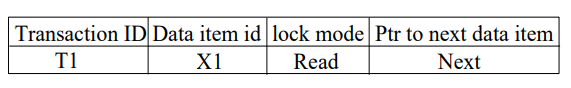 Transaction ID Data item id lock mode Ptr to next data item
T1 X1 Read Next